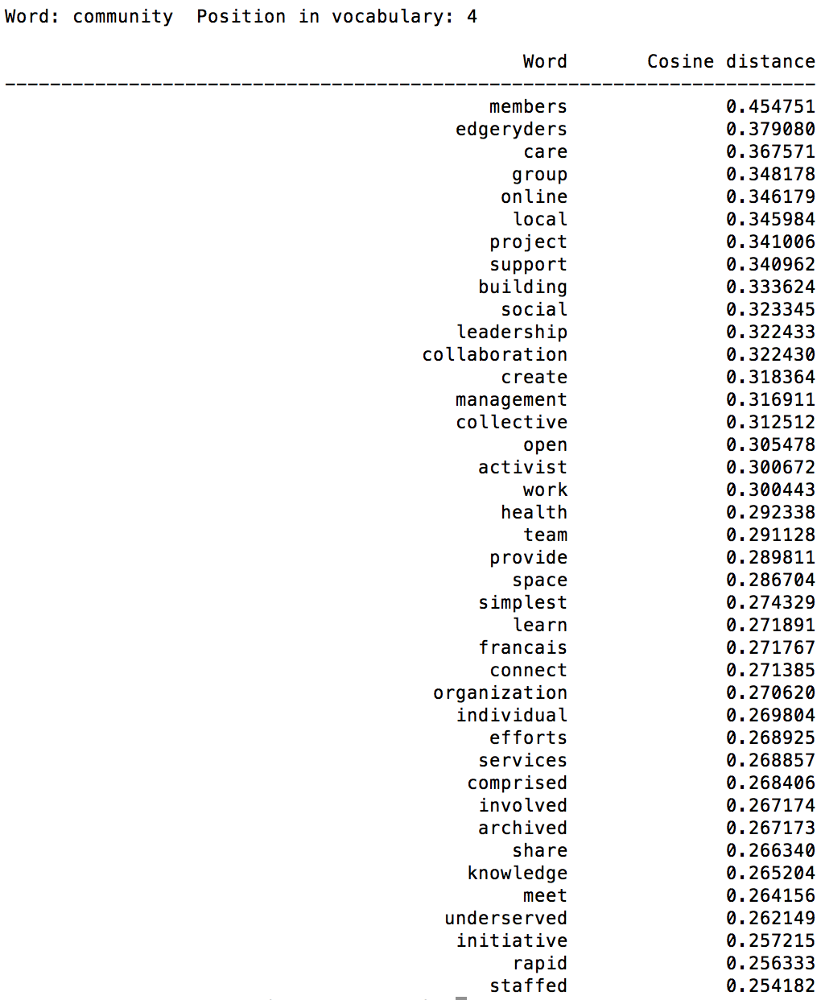 Word: community  Position in vocabulary: 4
Word Cosine distance
------------------------------------------------------------------------
members 0.454751
edgeryders 0.379080
care 0.367571
group 0.348178
online 0.346179
local 0.345984
project 0.341006
support 0.340962
building 0.333624
social 0.323345
leadership 0.322433
collaboration 0.322430
create 0.318364
management 0.316911
collective 0.312512
open 0.305478
activist 0.300672
work 0.300443
health 0.292338
team 0.291128
provide 0.289811
space 0.286704
simplest 0.274329
learn 0.271891
francais 0.271767
connect 0.271385
organization 0.270620
individual 0.269804
efforts 0.268925
services 0.268857
comprised 0.268406
involved 0.267174
archived 0.267173
share 0.266340
knowledge 0.265204
meet 0.264156
underserved 0.262149
initiative 0.257215
rapid 0.256333
staffed 0.254182